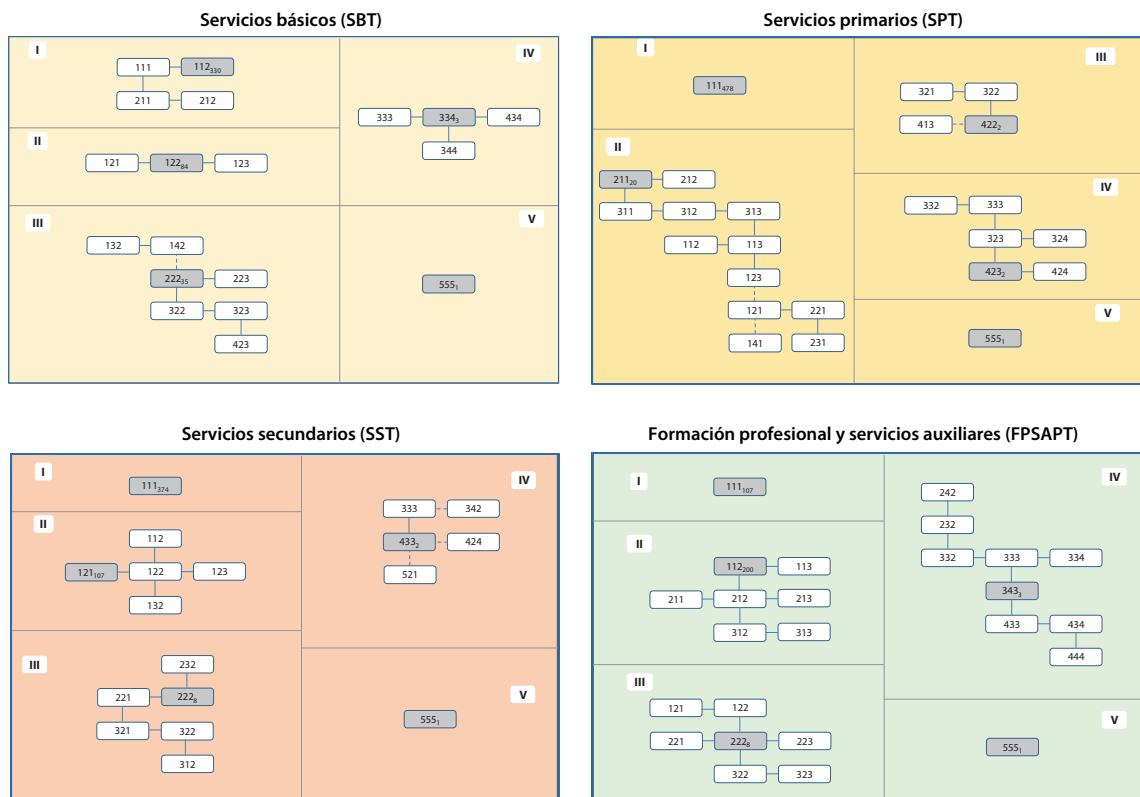 Servicios básicos (SBT)
I
111 112₃₃₀
211 212
II
121 122₈₄ 123
III
132 142
222₃₅ 223
322 323
423
IV
333 334₃ 434
344
V
555₁
Servicios primarios (SPT)
I
111₄₇₈
II
211₂₀ 212
311 312 313
112 113
123
121 221
141 231
III
321 322
413 422₂
IV
332 333
323 324
423₂ 424
V
555₁
Servicios secundarios (SST)
I
111₃₇₄
II
112
121₁₀₇ 122 123
132
III
232
221 222₈
321 322
312
IV
333 342
433₂ 424
521
V
555₁
Formación profesional y servicios auxiliares (FPSAPT)
I
111₁₀₇
II
112₂₀₀ 113
211 212 213
312 313
III
121 122
221 222₈ 223
322 323
IV
242
232
332 333 334
343₃
433 434
444
V
555₁